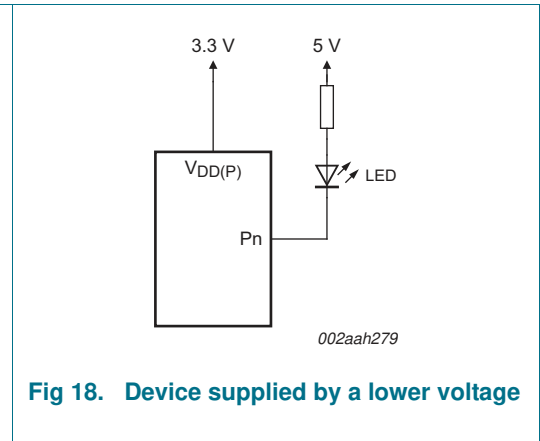 3.3 V 5 V
VDD(P)
LED
Pn
002aah279
Fig 18. Device supplied by a lower voltage